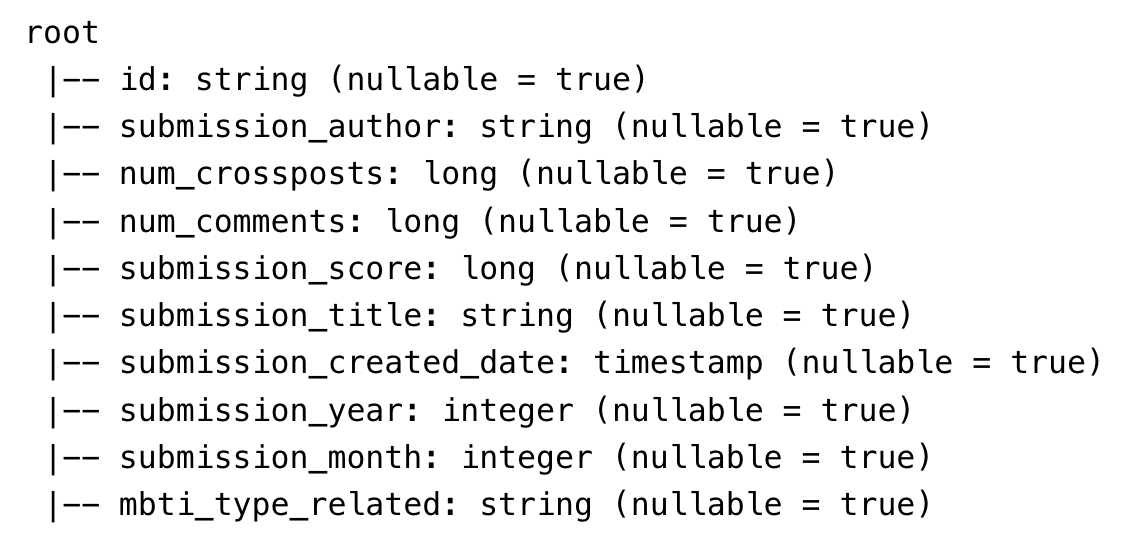 root
 |-- id: string (nullable = true)
 |-- submission_author: string (nullable = true)
 |-- num_crossposts: long (nullable = true)
 |-- num_comments: long (nullable = true)
 |-- submission_score: long (nullable = true)
 |-- submission_title: string (nullable = true)
 |-- submission_created_date: timestamp (nullable = true)
 |-- submission_year: integer (nullable = true)
 |-- submission_month: integer (nullable = true)
 |-- mbti_type_related: string (nullable = true)